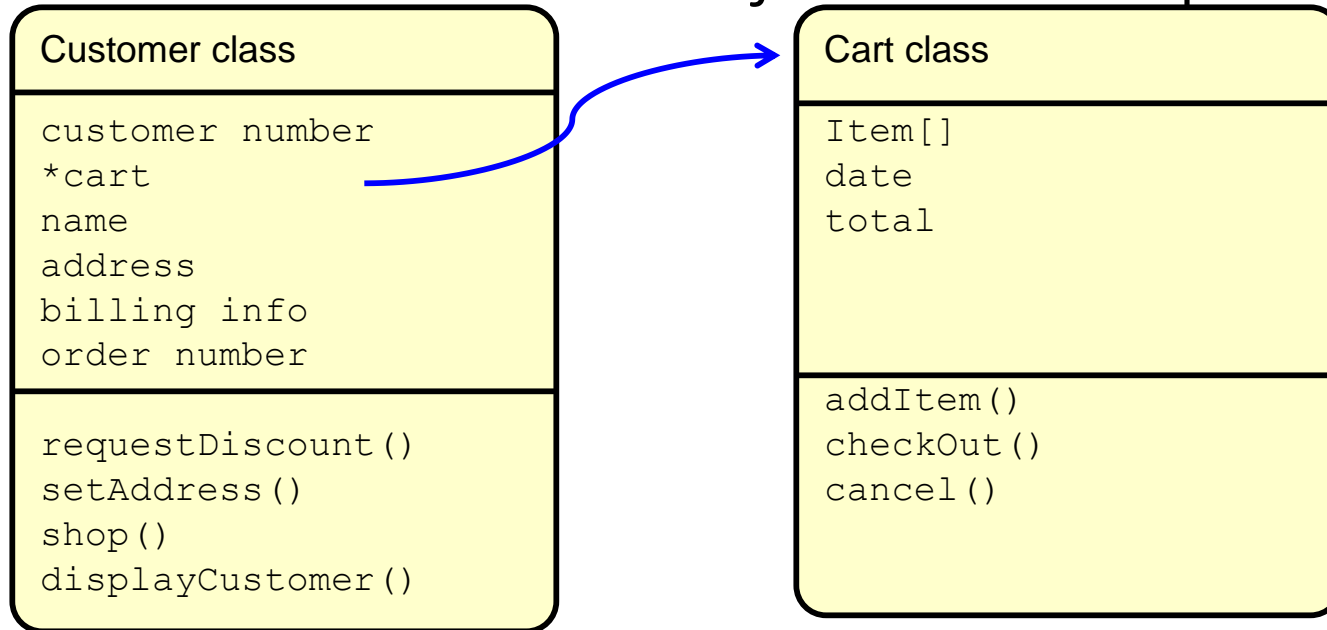 Customer class
customer number
*cart
name
address
billing info
order number
requestDiscount()
setAddress()
shop()
displayCustomer()
Cart class
Item[]
date
total
addItem()
checkOut()
cancel()